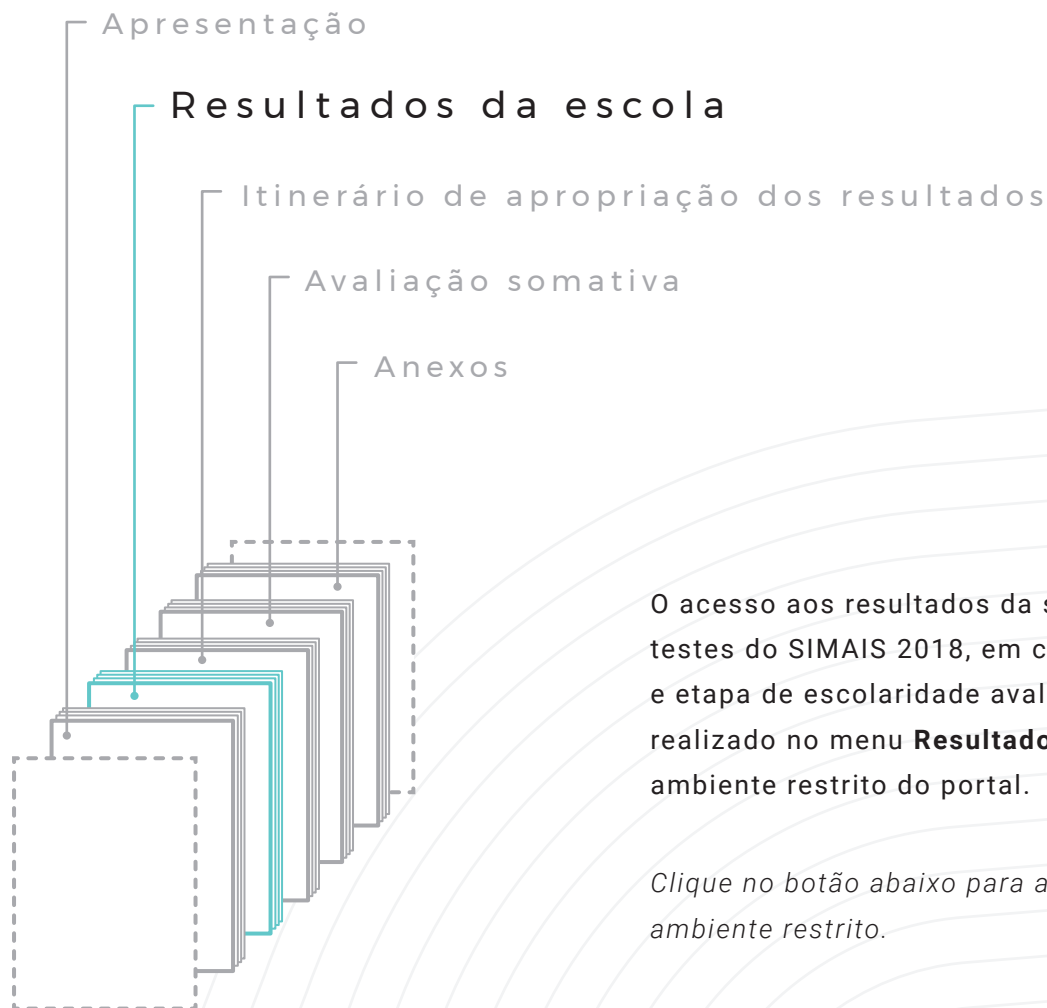 Apresentação
Resultados da escola
Itinerário de apropriação dos resultados
Avaliação somativa
Anexos
O acesso aos resultados da
testes do SIMAIS 2018, em
e etapa de escolaridade
realizado no menu
ambiente restrito do portal.
Clique no botão abaixo para
ambiente restrito.